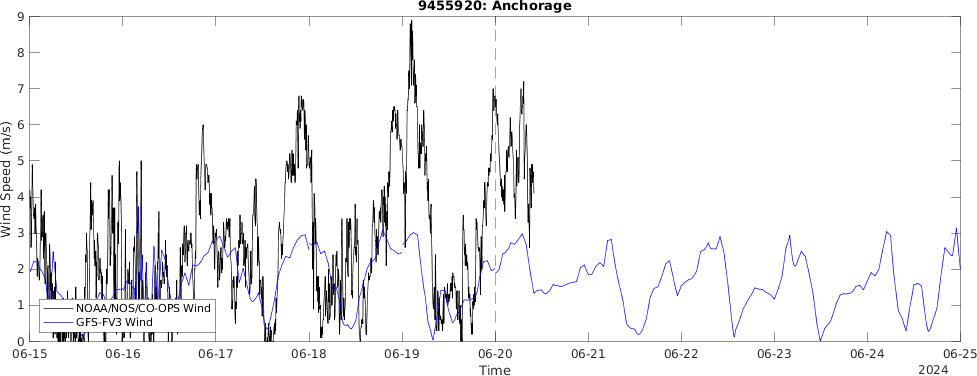 9455920: Anchorage
Wind Speed (m/s)
9
8
7
6
5
4
3
2
1
0
NOAA/NOS/CO-OPS Wind
GFS-FV3 Wind
06-15 06-16 06-17 06-18 06-19 06-20 06-21 06-22 06-23 06-24 06-25
Time
2024